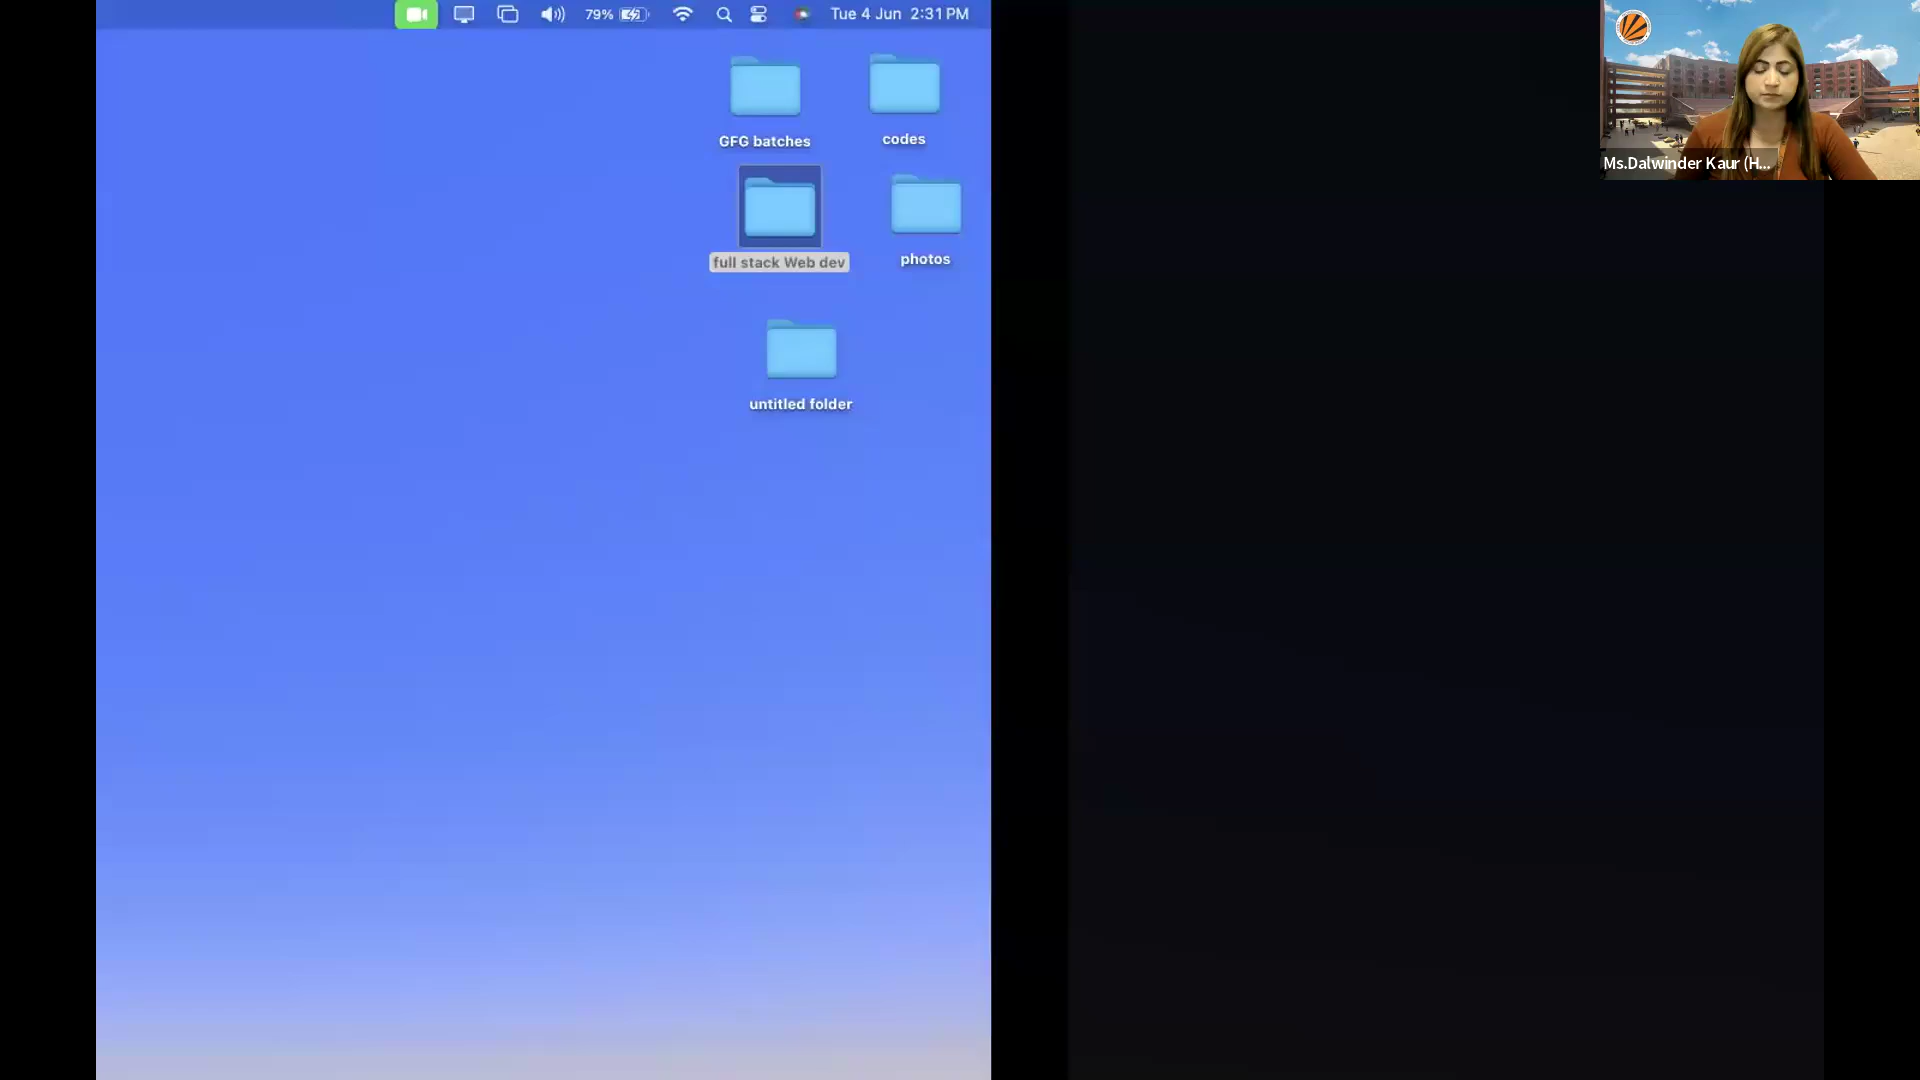 79% Tue 4 Jun 2:31 PM
GFG batches
codes
full stack Web dev
photos
untitled folder
Ms.Dalwinder Kaur (H...